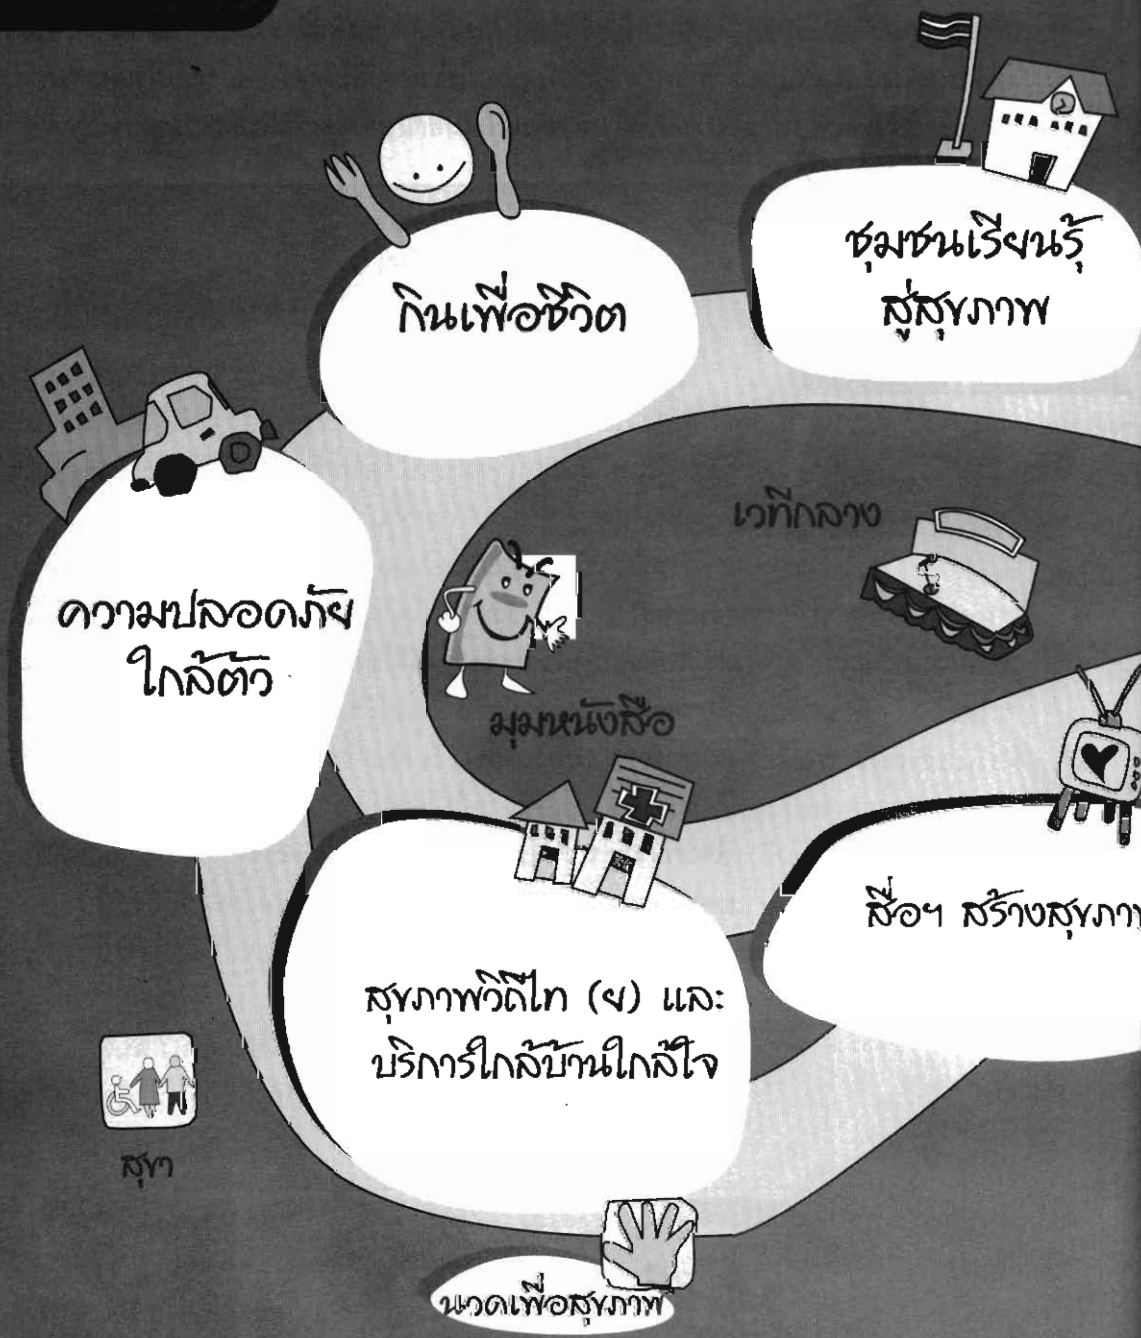 ชุมชนเรียนรู้
สู่สุขภาพ
กินเพื่อชีวิต
เวทีกลาง
ความปลอดภัย
ใกล้ตัว
มุมหนังสือ
สื่อฯ สร้างสุขภาพ
สุขภาพวิถีไท (ย) และ
บริการใกล้บ้านใกล้ใจ
สุขา
นวดเพื่อสุขภาพ